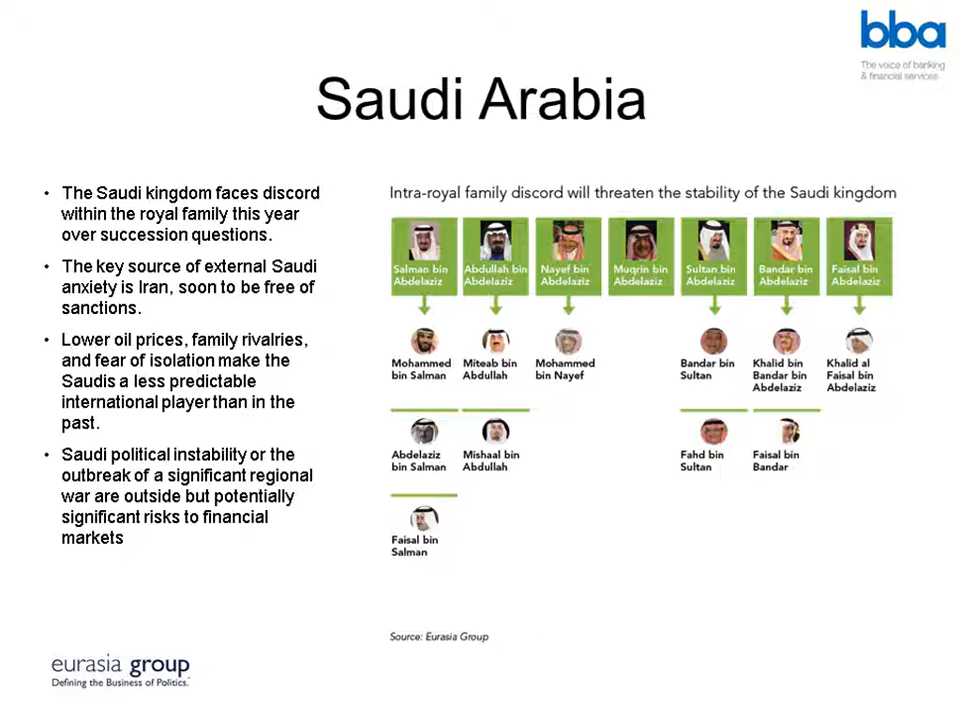 bba
The voice of banking
& financial services.
Saudi Arabia
• The Saudi kingdom faces discord
within the royal family this year
over succession questions.
• The key source of external Saudi
anxiety is Iran, soon to be free of
sanctions.
• Lower oil prices, family rivalries,
and fear of isolation make the
Saudis a less predictable
international player than in the
past.
• Saudi political instability or the
outbreak of a significant regional
war are outside but potentially
significant risks to financial
markets
Intra-royal family discord will threaten the stability of the Saudi kingdom
Salman bin
Abdelaziz
Abdullah bin
Abdelaziz
Nayef bin
Abdelaziz
Muqrin bin
Abdelaziz
Sultan bin
Abdelaziz
Bandar bin
Abdelaziz
Faisal bin
Abdelaziz
Mohammed
bin Salman
Miteab bin
Abdullah
Mohammed
bin Nayef
Bandar bin
Sultan
Khalid bin
Bandar bin
Abdelaziz
Khalid al
Faisal bin
Abdelaziz
Abdelaziz
bin Salman
Mishaal bin
Abdullah
Fahd bin
Sultan
Faisal bin
Bandar
Faisal bin
Salman
Source: Eurasia Group
eurasia group
Defining the Business of Politics.